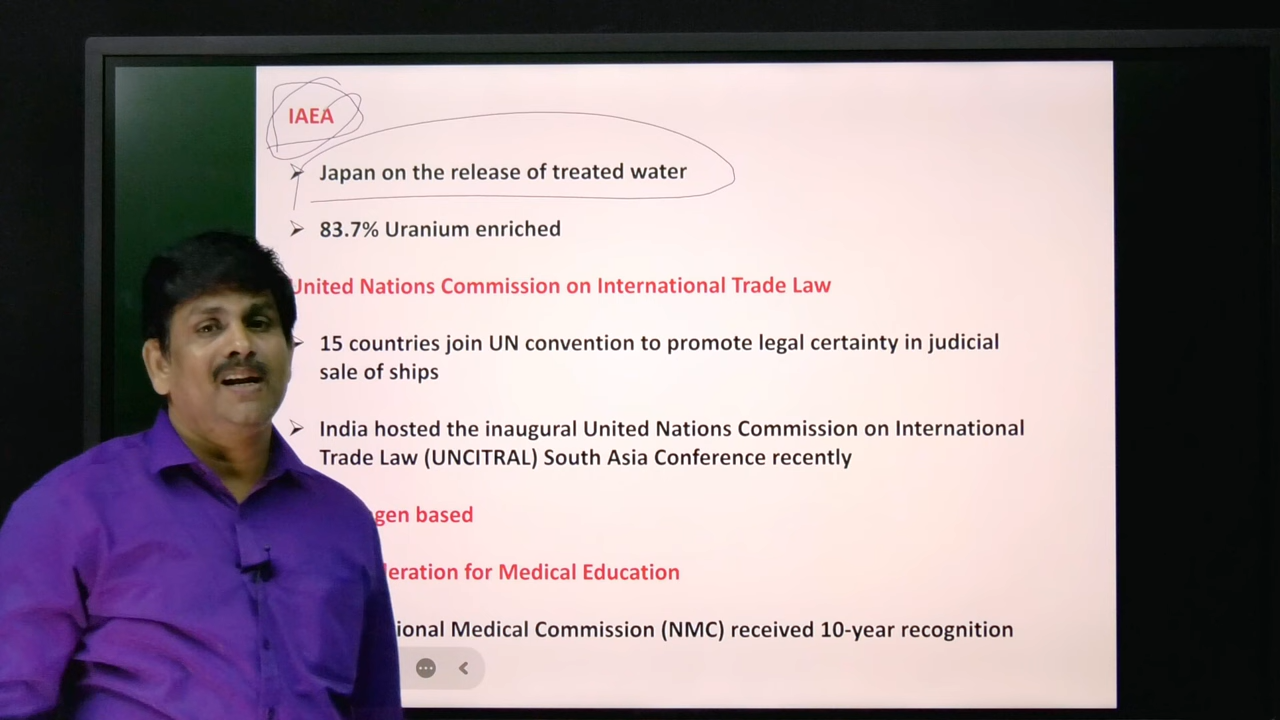 IAEA
Japan on the release of treated water
83.7% Uranium enriched
United Nations Commission on International Trade Law
15 countries join UN convention to promote legal certainty in judicial
sale of ships
India hosted the inaugural United Nations Commission on International
Trade Law (UNCITRAL) South Asia Conference recently
based
for Medical Education
Medical Commission (NMC) received 10-year recognition